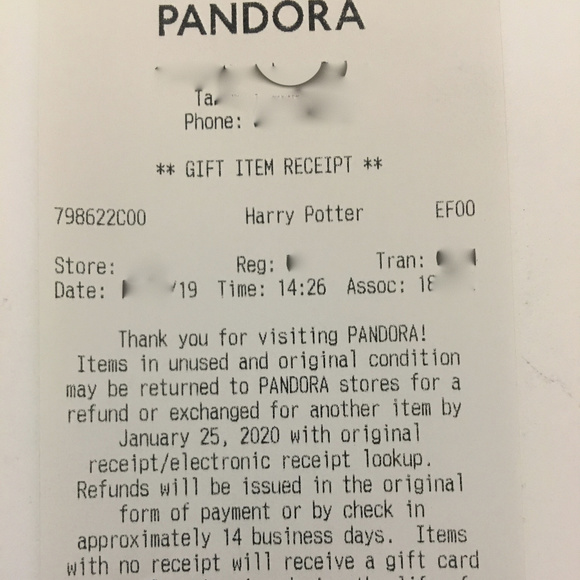 PANDORA
Phone:
** GIFT ITEM RECEIPT **
798622C00 Harry Potter EF00
Store: Reg: Tran:
Date: /19 Time: 14:26 Assoc: 18
Thank you for visiting PANDORA!
Items in unused and original condition
may be returned to PANDORA stores for a
refund or exchanged for another item by
January 25, 2020 with original
receipt/electronic receipt lookup.
Refunds will be issued in the original
form of payment or by check in
approximately 14 business days. Items
with no receipt will receive a gift card